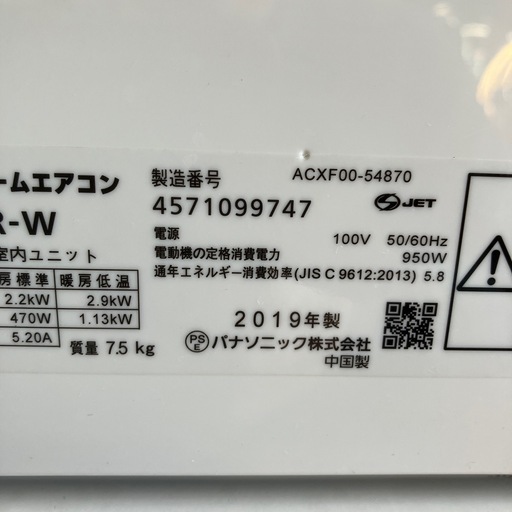 ームエアコン
R-W
室内ユニット
房標準 暖房低温
2.2kW 2.9kW
470W 1.13kW
5.20A
質量 7.5 kg
製造番号 ACXF00-54870
4571099747
JET
電源 100V 50/60Hz
電動機の定格消費電力 950W
通年エネルギー消費効率(JIS C 9612:2013) 5.8
2019年製
PS E パナソニック株式会社
中国製